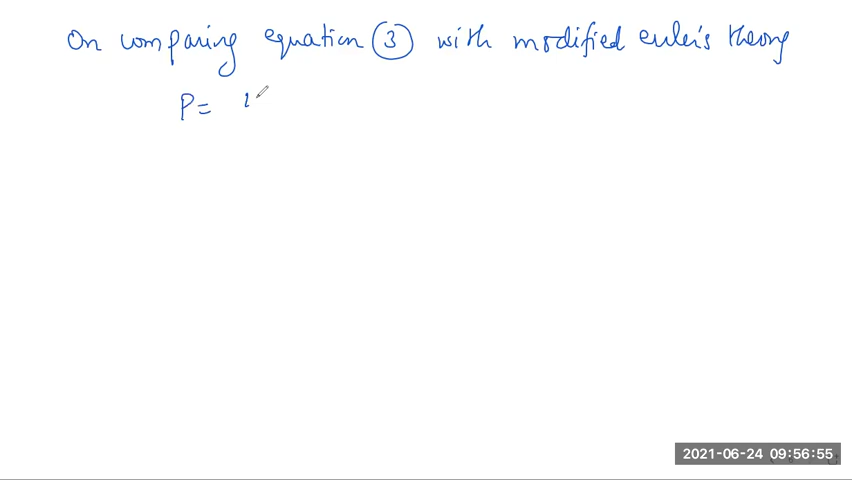 On comparing equation (3) with modified euler's theory
P =
2021-06-24 09:56:55